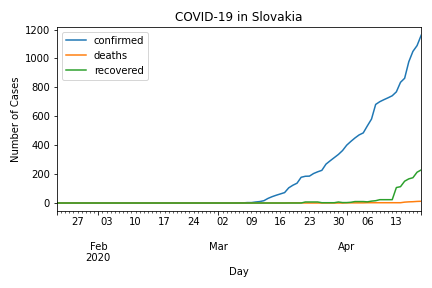 COVID-19 in Slovakia
confirmed
deaths
recovered
Number of Cases
1200
1000
800
600
400
200
0
27 03 10 17 24 02 09 16 23 30 06 13
Feb Mar Apr
2020
Day